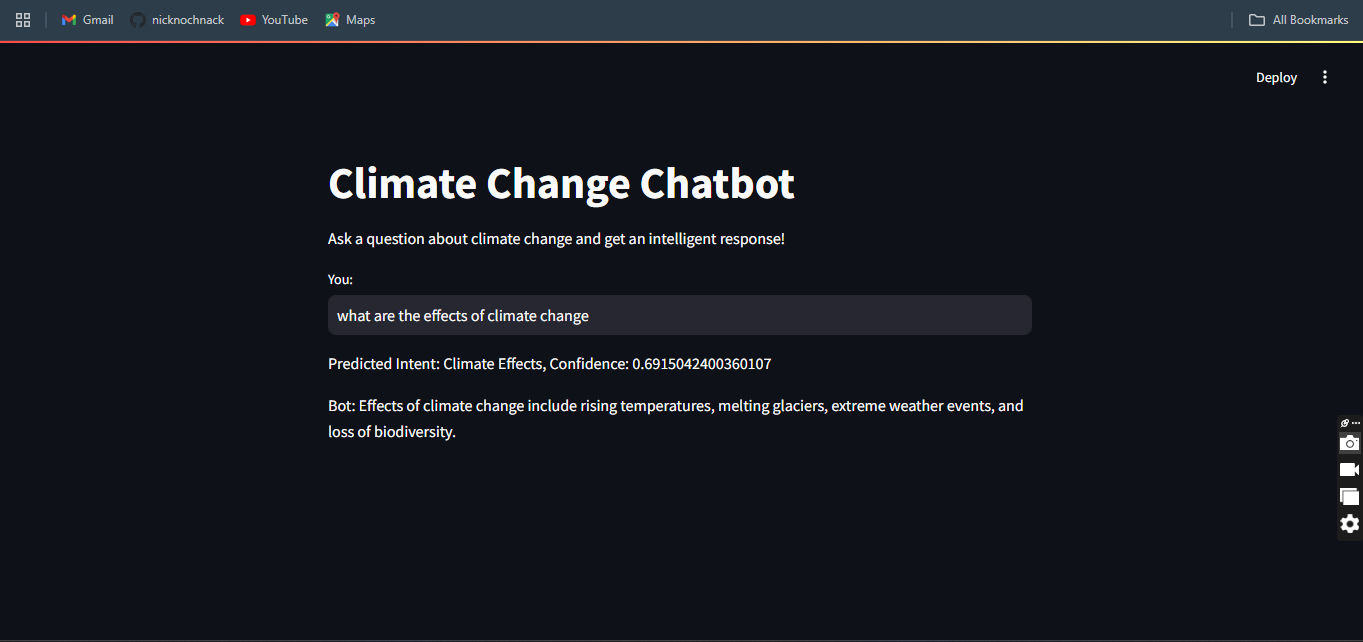 Gmail nicknochnack YouTube Maps All Bookmarks
Deploy
Climate Change Chatbot
Ask a question about climate change and get an intelligent response!
You:
what are the effects of climate change
Predicted Intent: Climate Effects, Confidence: 0.6915042400360107
Bot: Effects of climate change include rising temperatures, melting glaciers, extreme weather events, and
loss of biodiversity.